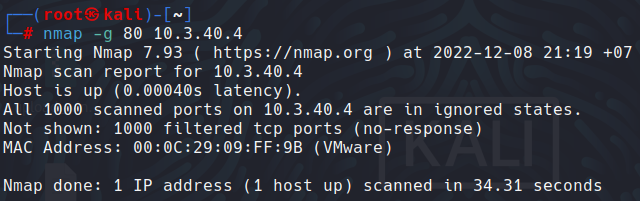 ┌──(root㉿kali)-[~]
└─# nmap -g 80 10.3.40.4
Starting Nmap 7.93 ( https://nmap.org ) at 2022-12-08 21:19 +07
Nmap scan report for 10.3.40.4
Host is up (0.00040s latency).
All 1000 scanned ports on 10.3.40.4 are in ignored states.
Not shown: 1000 filtered tcp ports (no-response)
MAC Address: 00:0C:29:09:FF:9B (VMware)
KALI
Nmap done: 1 IP address (1 host up) scanned in 34.31 seconds